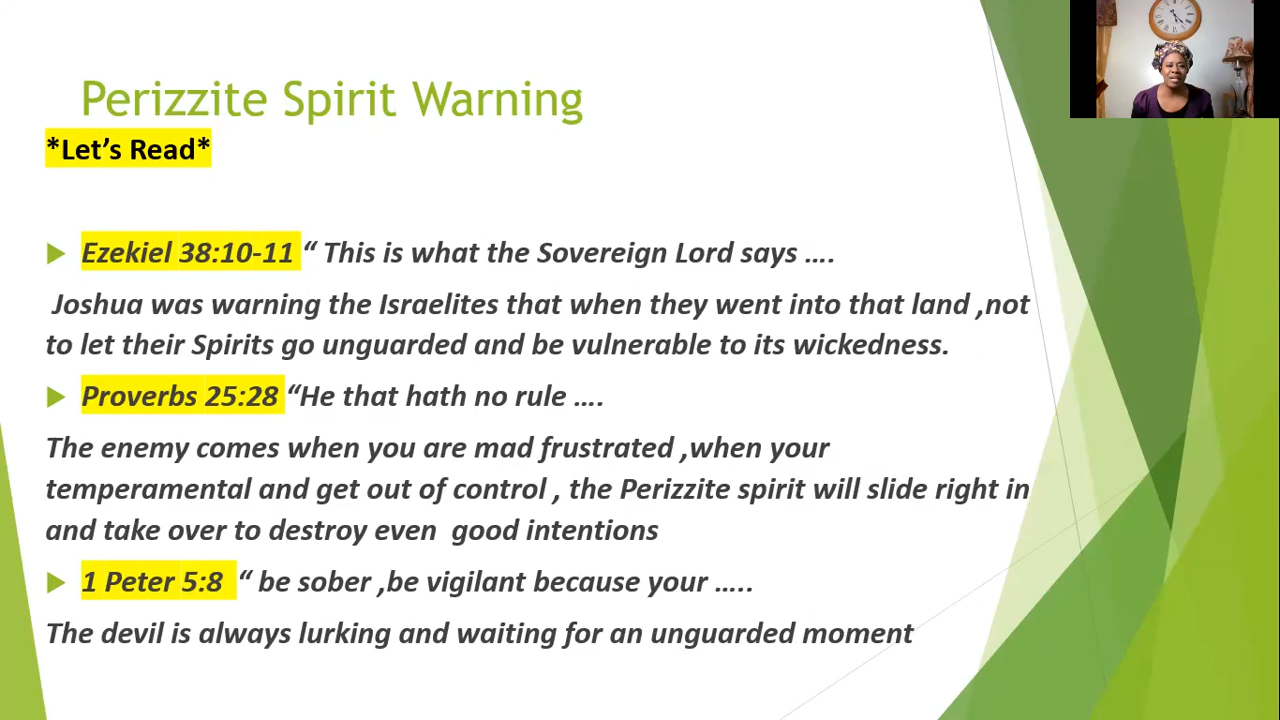 Perizzite Spirit Warning
*Let's Read*
Ezekiel 38:10-11 “ This is what the Sovereign Lord says ….
Joshua was warning the Israelites that when they went into that land ,not
to let their Spirits go unguarded and be vulnerable to its wickedness.
Proverbs 25:28 “He that hath no rule ….
The enemy comes when you are mad frustrated ,when your
temperamental and get out of control , the Perizzite spirit will slide right in
and take over to destroy even good intentions
1 Peter 5:8 “ be sober ,be vigilant because your …..
The devil is always lurking and waiting for an unguarded moment